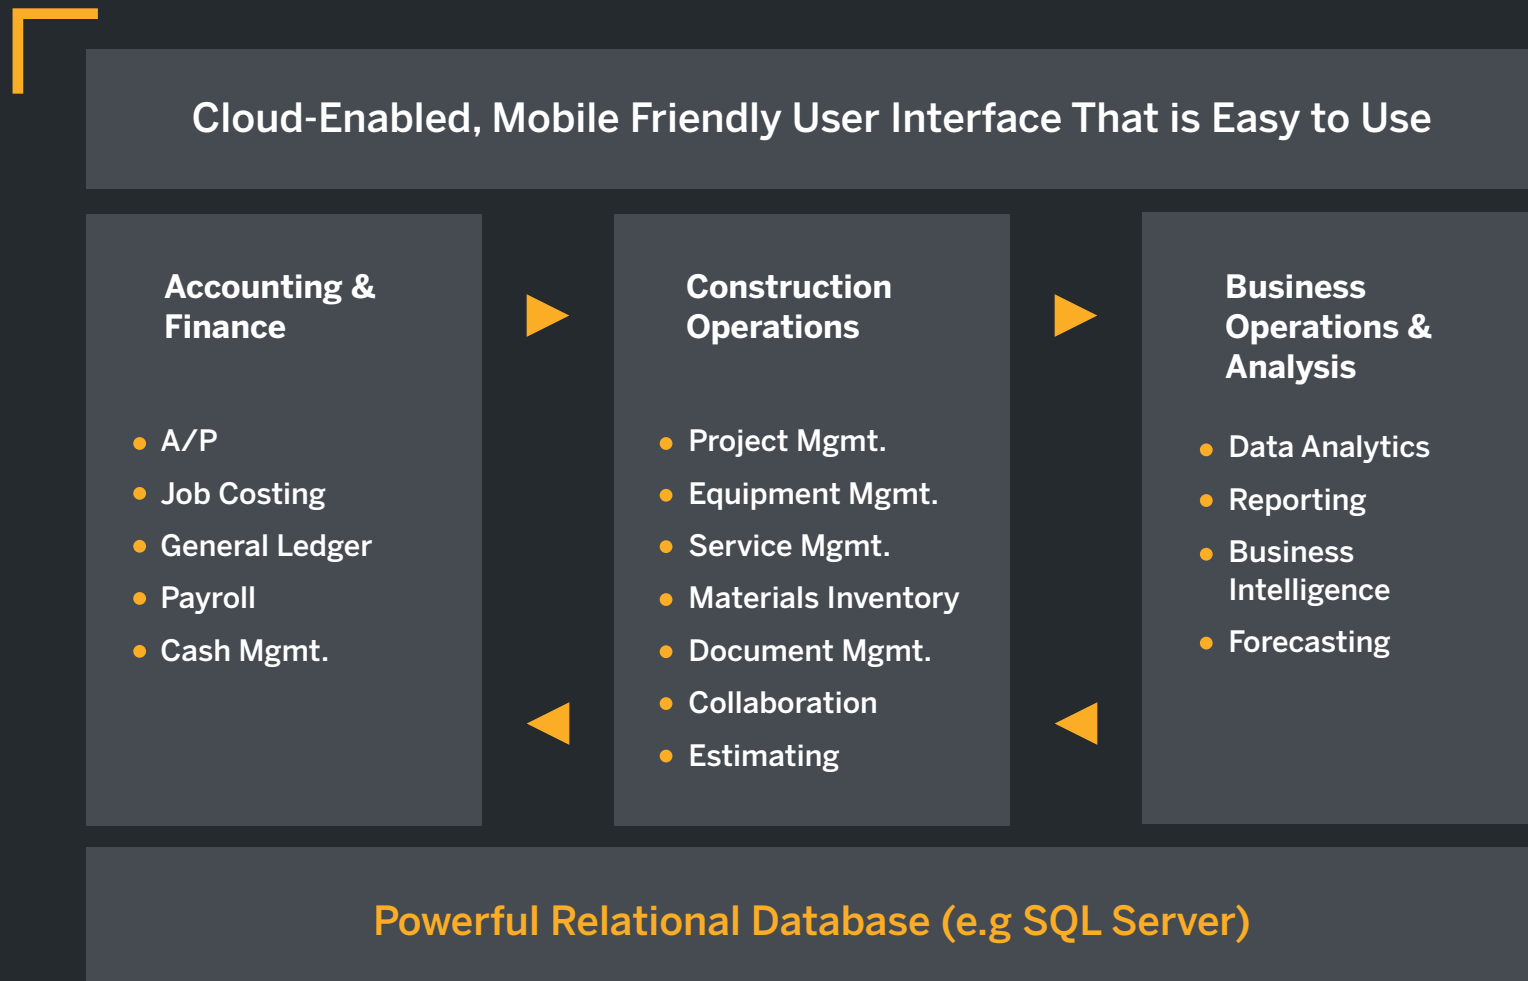 Cloud-Enabled, Mobile Friendly User Interface That is Easy to Use
Accounting &
Finance
A/P
Job Costing
General Ledger
Payroll
Cash Mgmt.
Construction
Operations
Project Mgmt.
Equipment Mgmt.
Service Mgmt.
Materials Inventory
Document Mgmt.
Collaboration
Estimating
Business
Operations &
Analysis
Data Analytics
Reporting
Business
Intelligence
Forecasting
Powerful Relational Database (e.g SQL Server)